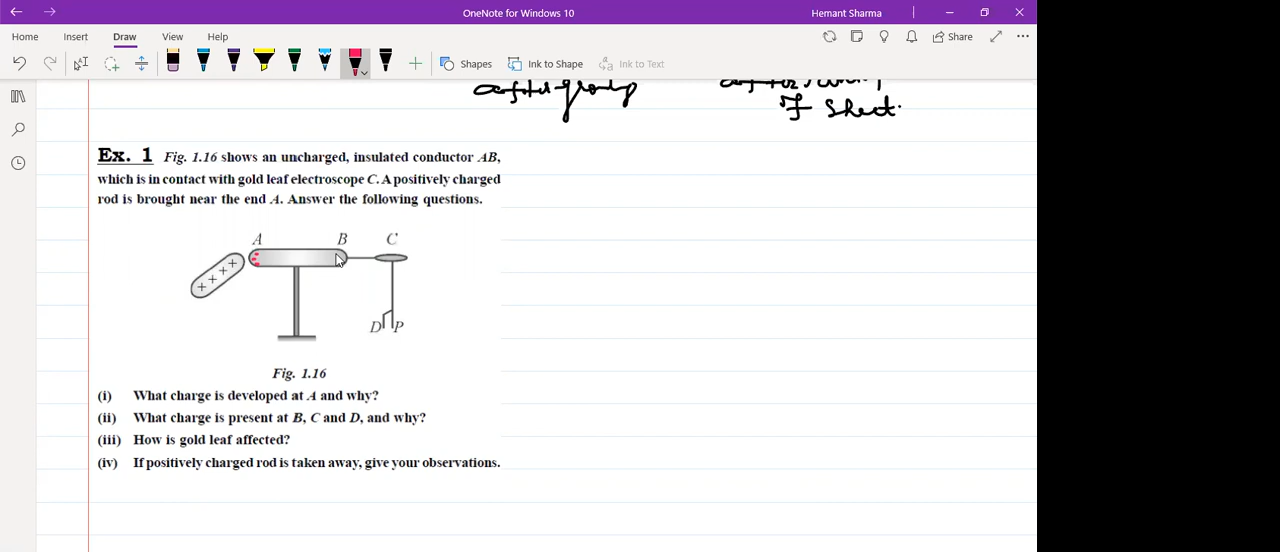 OneNote for Windows 10
Hemant Sharma
Home Insert Draw View Help
Share
Shapes Ink to Shape Ink to Text
of Sheet.
Ex. 1 Fig. 1.16 shows an uncharged, insulated conductor AB,
which is in contact with gold leaf electroscope C. A positively charged
rod is brought near the end A. Answer the following questions.
A B C
+ + + +
D P
Fig. 1.16
(i) What charge is developed at A and why?
(ii) What charge is present at B, C and D, and why?
(iii) How is gold leaf affected?
(iv) If positively charged rod is taken away, give your observations.